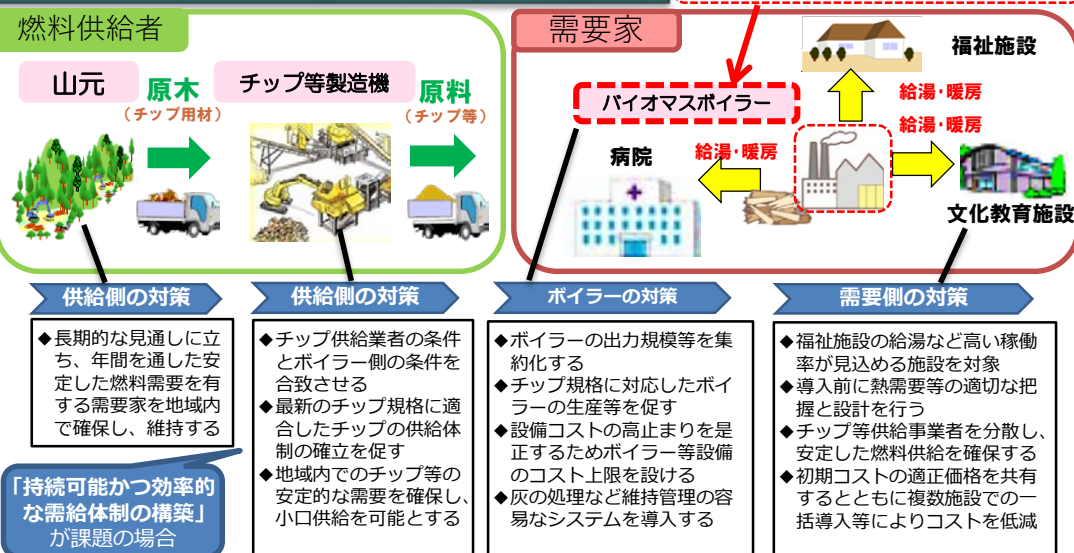 燃料供給者
需要家
山元
原木
（チップ用材）
チップ等製造機
原料
（チップ等）
バイオマスボイラー
福祉施設
給湯・暖房
給湯・暖房
病院
給湯・暖房
文化教育施設
供給側の対策
◆長期的な見通しに立
ち、年間を通した安
定した燃料需要を有
する需要家を地域内
で確保し、維持する
「持続可能かつ効率的
な需給体制の構築」
が課題の場合
供給側の対策
◆チップ供給業者の条件
とボイラー側の条件を
合致させる
◆最新のチップ規格に適
合したチップの供給体
制の確立を促す
◆地域内でのチップ等の
安定的な需要を確保し、
小口供給を可能とする
ボイラーの対策
◆ボイラーの出力規模等を集
約化する
◆チップ規格に対応したボイ
ラーの生産等を促す
◆設備コストの高止まりを是
正するためボイラー等設備
のコスト上限を設ける
◆灰の処理など維持管理の容
易なシステムを導入する
需要側の対策
◆福祉施設の給湯など高い稼働
率が見込める施設を対象
◆導入前に熱需要等の適切な把
握と設計を行う
◆チップ等供給事業者を分散し、
安定した燃料供給を確保する
◆初期コストの適正価格を共有
するとともに複数施設での一
括導入等によりコストを低減